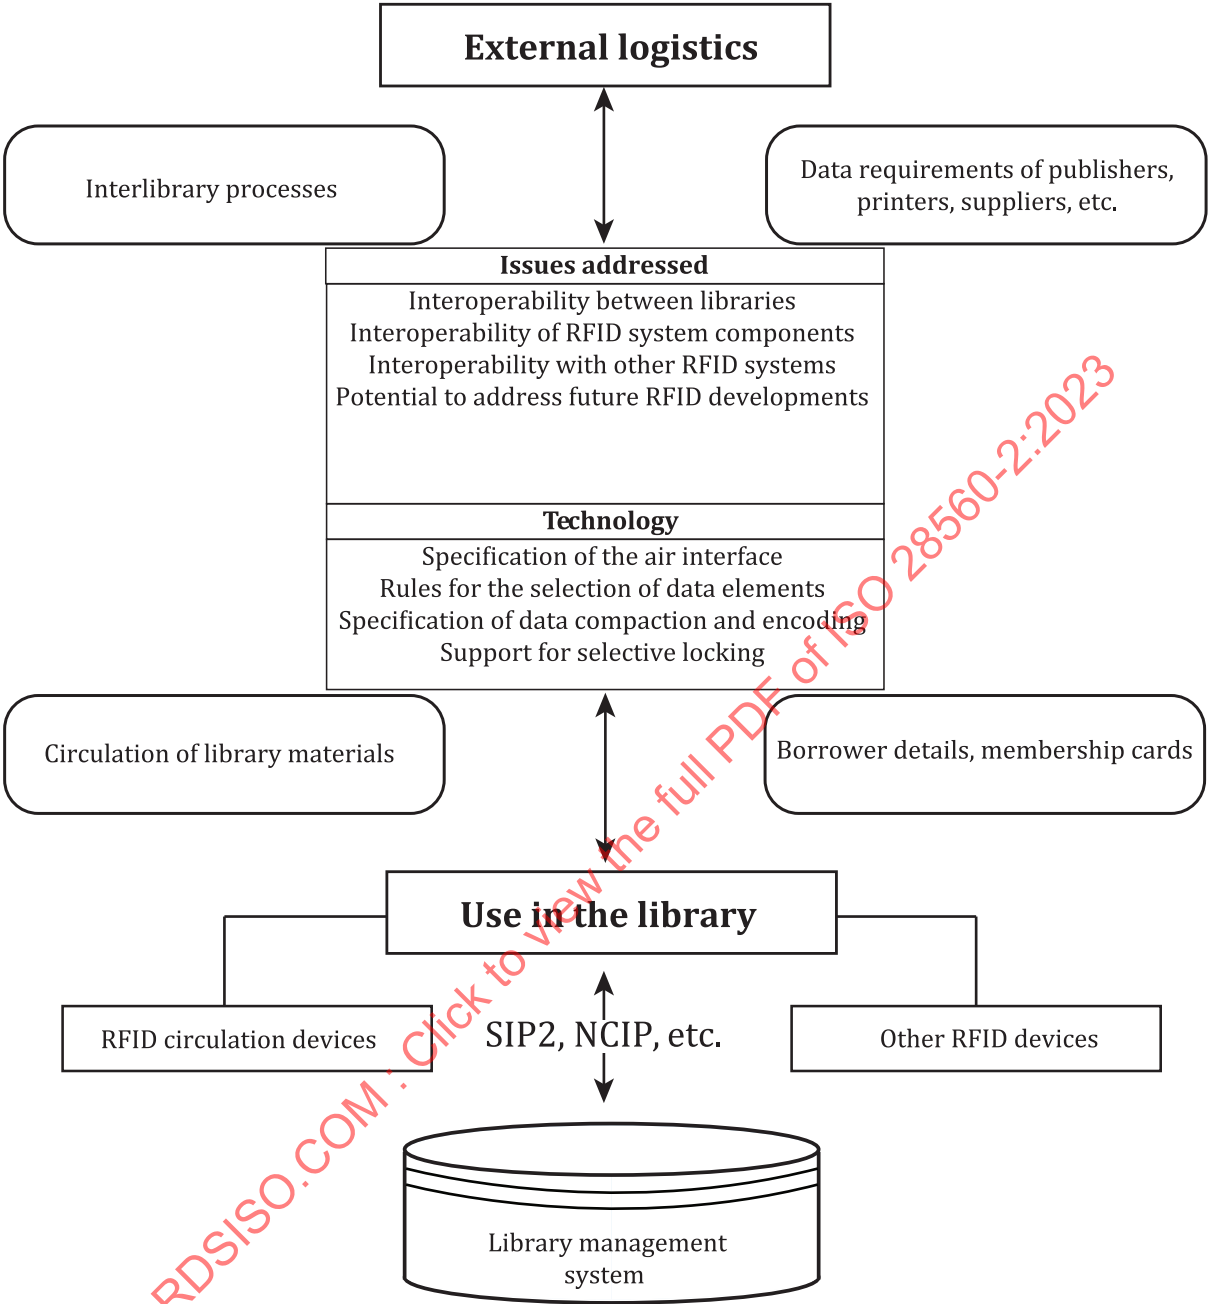 External logistics
Interlibrary processes
Data requirements of publishers,
printers, suppliers, etc.
Issues addressed
Interoperability between libraries
Interoperability of RFID system components
Interoperability with other RFID systems
Potential to address future RFID developments
Technology
Specification of the air interface
Rules for the selection of data elements
Specification of data compaction and encoding
Support for selective locking
Circulation of library materials
Borrower details, membership cards
Use in the library
RFID circulation devices
SIP2, NCIP, etc.
Other RFID devices
Library management
system
RDSISO.COM : Click to view the full PDF of ISO 28560-2:2023